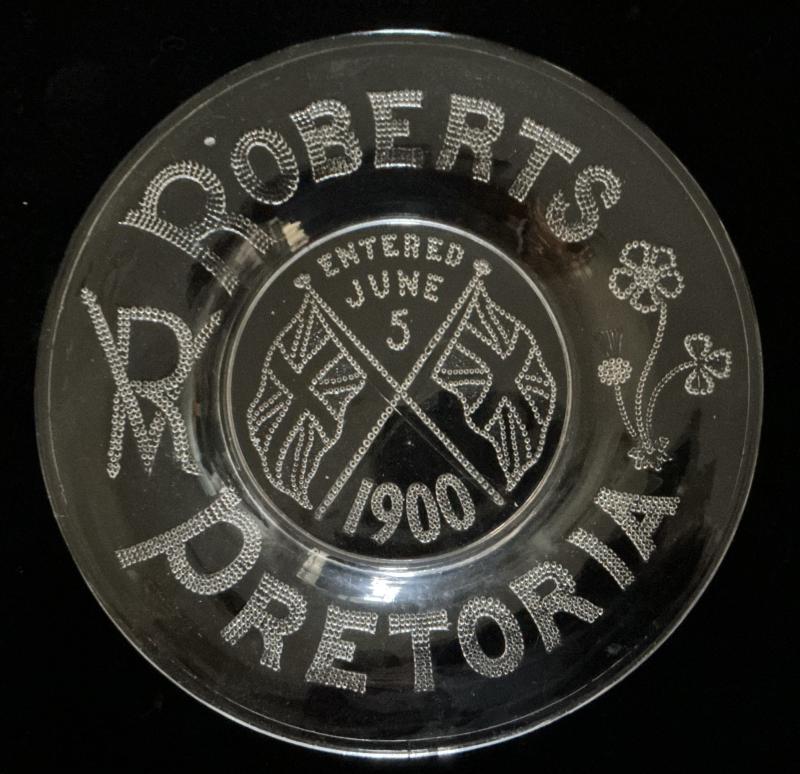 ROBERTS
ENTERED
JUNE
5
1900
VR
PRETORIA